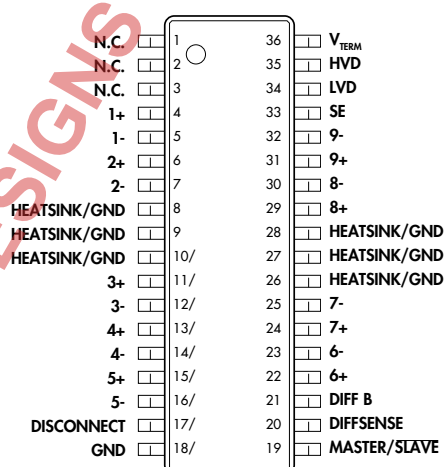 N.C. 1 36 VTERM
N.C. 2 35 HVD
N.C. 3 34 LVD
1+ 4 33 SE
1- 5 32 9-
2+ 6 31 9+
2- 7 30 8-
HEATSINK/GND 8 29 8+
HEATSINK/GND 9 28 HEATSINK/GND
HEATSINK/GND 10/ 27 HEATSINK/GND
3+ 11/ 26 HEATSINK/GND
3- 12/ 25 7-
4+ 13/ 24 7+
4- 14/ 23 6-
5+ 15/ 22 6+
5- 16/ 21 DIFF B
DISCONNECT 17/ 20 DIFFSENSE
GND 18/ 19 MASTER/SLAVE
ESIGNS